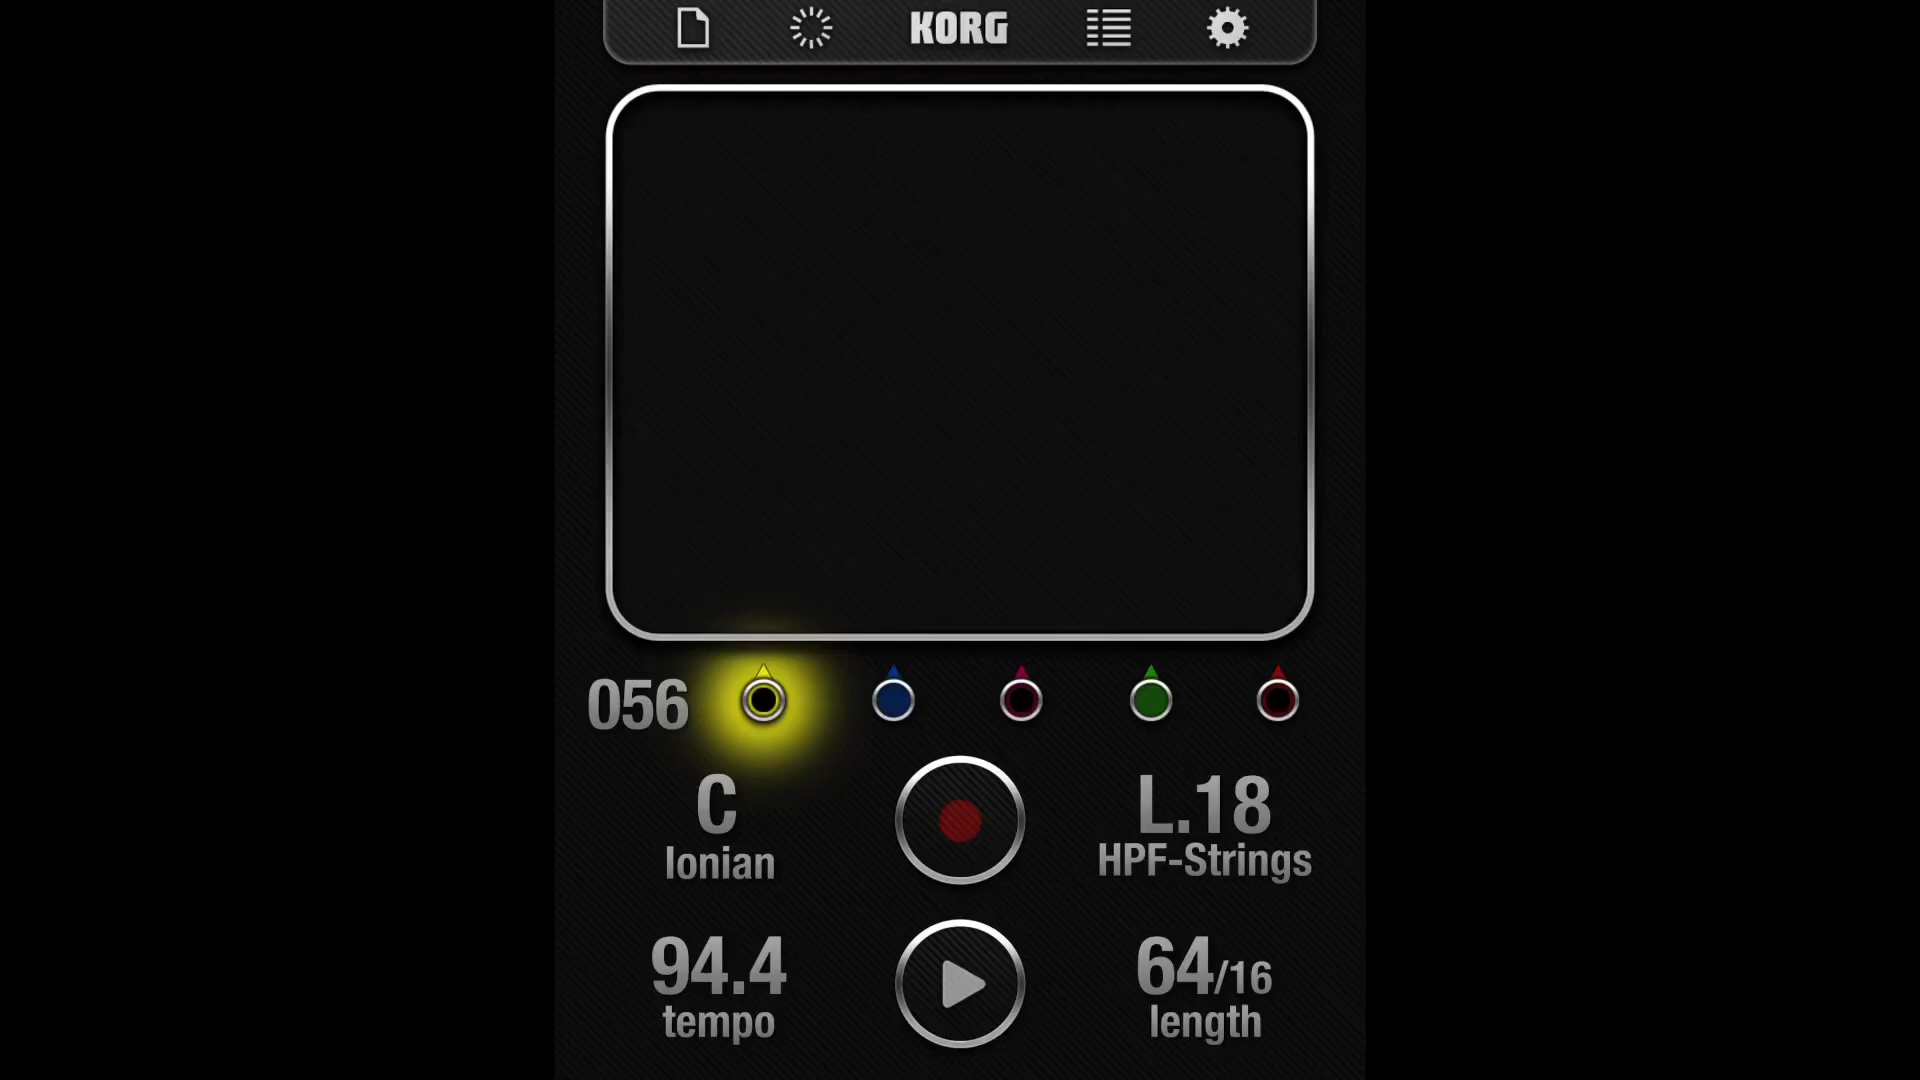 KORG
056
C
Ionian
L.18
HPF-Strings
94.4
tempo
64/16
length